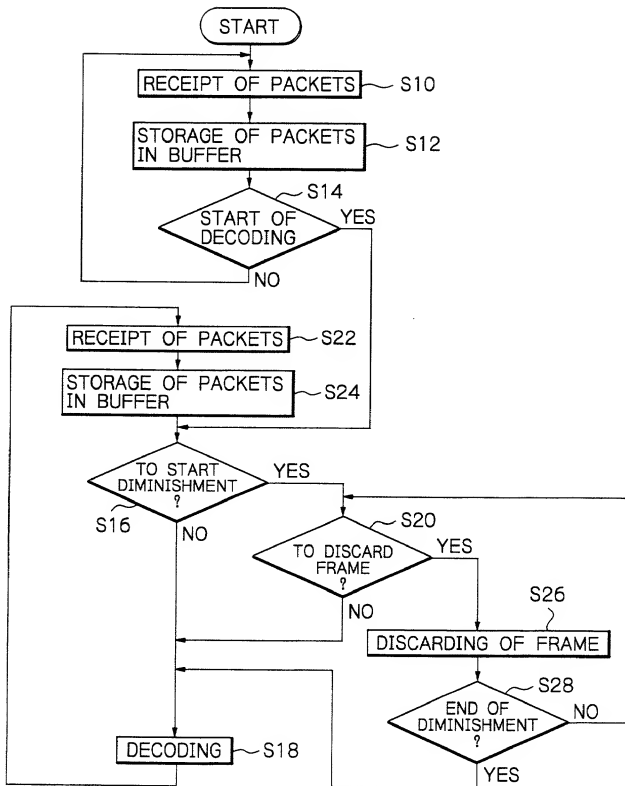 START
RECEIPT OF PACKETS
S10
STORAGE OF PACKETS
IN BUFFER
S12
S14
START OF
DECODING
YES
NO
RECEIPT OF PACKETS
S22
STORAGE OF PACKETS
IN BUFFER
S24
TO START
DIMINISHMENT
?
YES
S16
NO
S20
TO DISCARD
FRAME
?
YES
NO
S26
DISCARDING OF FRAME
S28
END OF
DIMINISHMENT
?
NO
YES
DECODING
S18